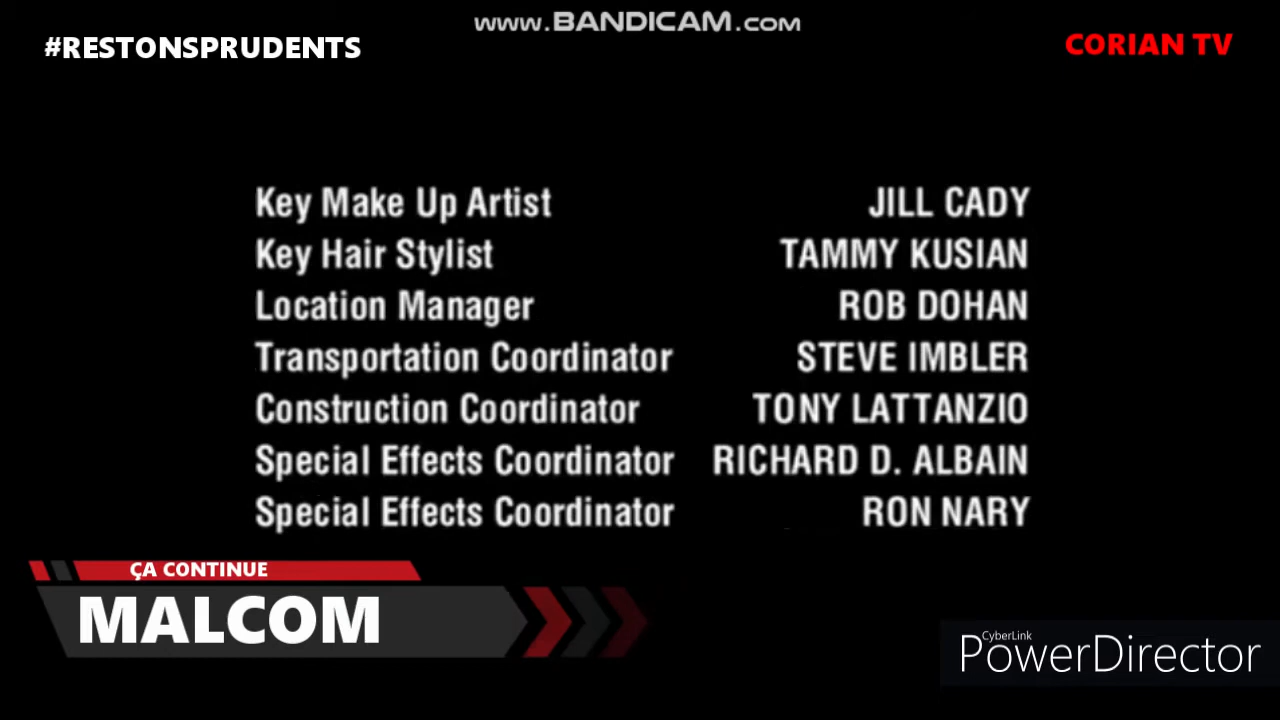 www.BANDICAM.com
#RESTONSPRUDENTS
CORIAN TV
Key Make Up Artist JILL CADY
Key Hair Stylist TAMMY KUSIAN
Location Manager ROB DOHAN
Transportation Coordinator STEVE IMBLER
Construction Coordinator TONY LATTANZIO
Special Effects Coordinator RICHARD D. ALBAIN
Special Effects Coordinator RON NARY
ÇA CONTINUE
MALCOM
CyberLink
PowerDirector